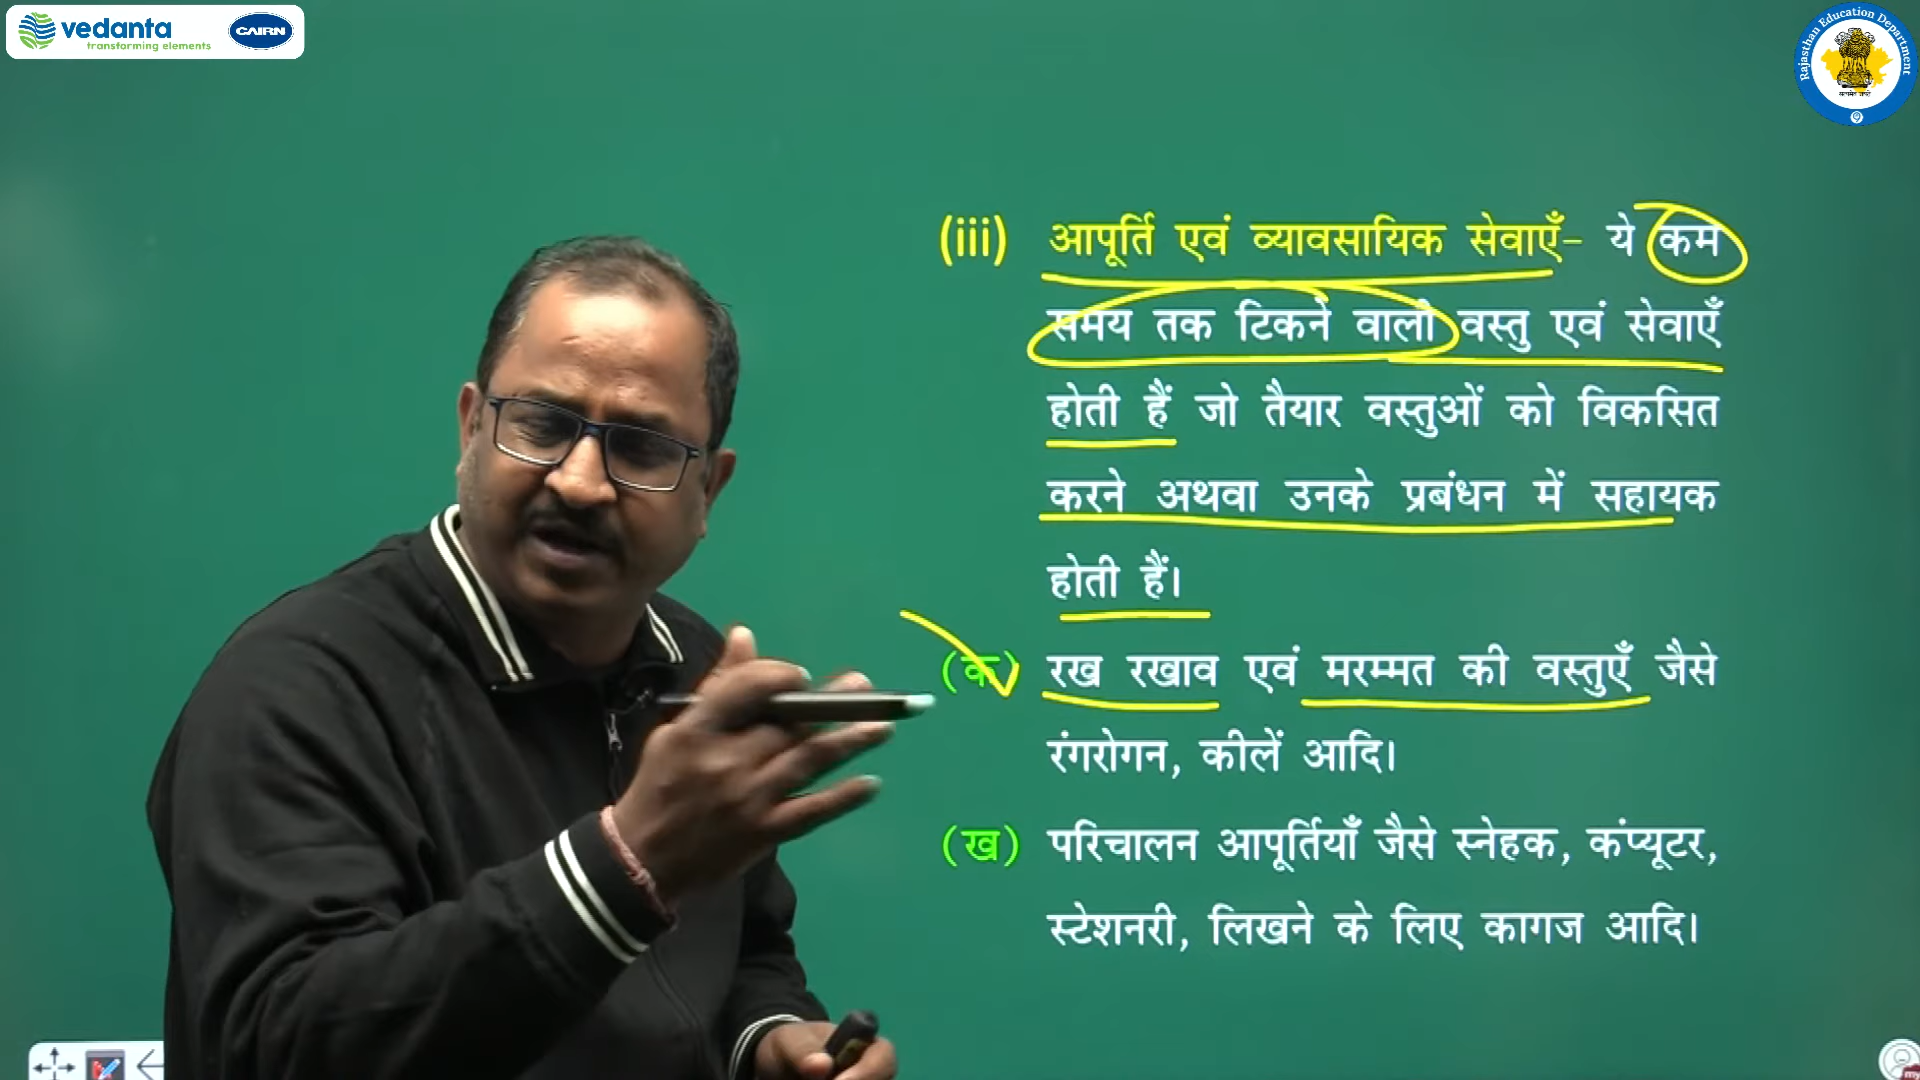 vedanta
transforming elements
CAIRN
Rajasthan Education Department
(iii) आपूर्ति एवं व्यावसायिक सेवाएँ– ये कम
समय तक टिकने वाली वस्तु एवं सेवाएँ
होती हैं जो तैयार वस्तुओं को विकसित
करने अथवा उनके प्रबंधन में सहायक
होती हैं।
(क) रख रखाव एवं मरम्मत की वस्तुएँ जैसे
रंगरोगन, कीलें आदि।
(ख) परिचालन आपूर्तियाँ जैसे स्नेहक, कंप्यूटर,
स्टेशनरी, लिखने के लिए कागज आदि।